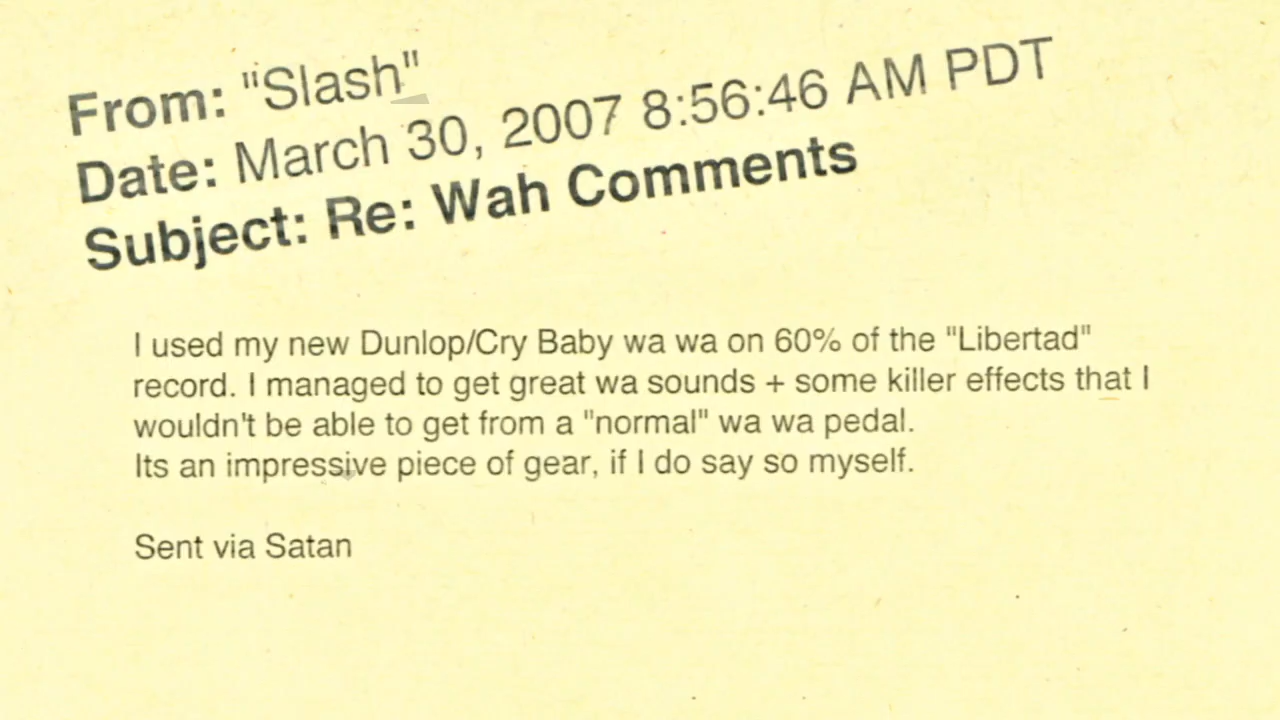 From: "Slash"
Date: March 30, 2007 8:56:46 AM PDT
Subject: Re: Wah Comments
I used my new Dunlop/Cry Baby wa wa on 60% of the "Libertad"
record. I managed to get great wa sounds + some killer effects that I
wouldn't be able to get from a "normal" wa wa pedal.
Its an impressive piece of gear, if I do say so myself.
Sent via Satan